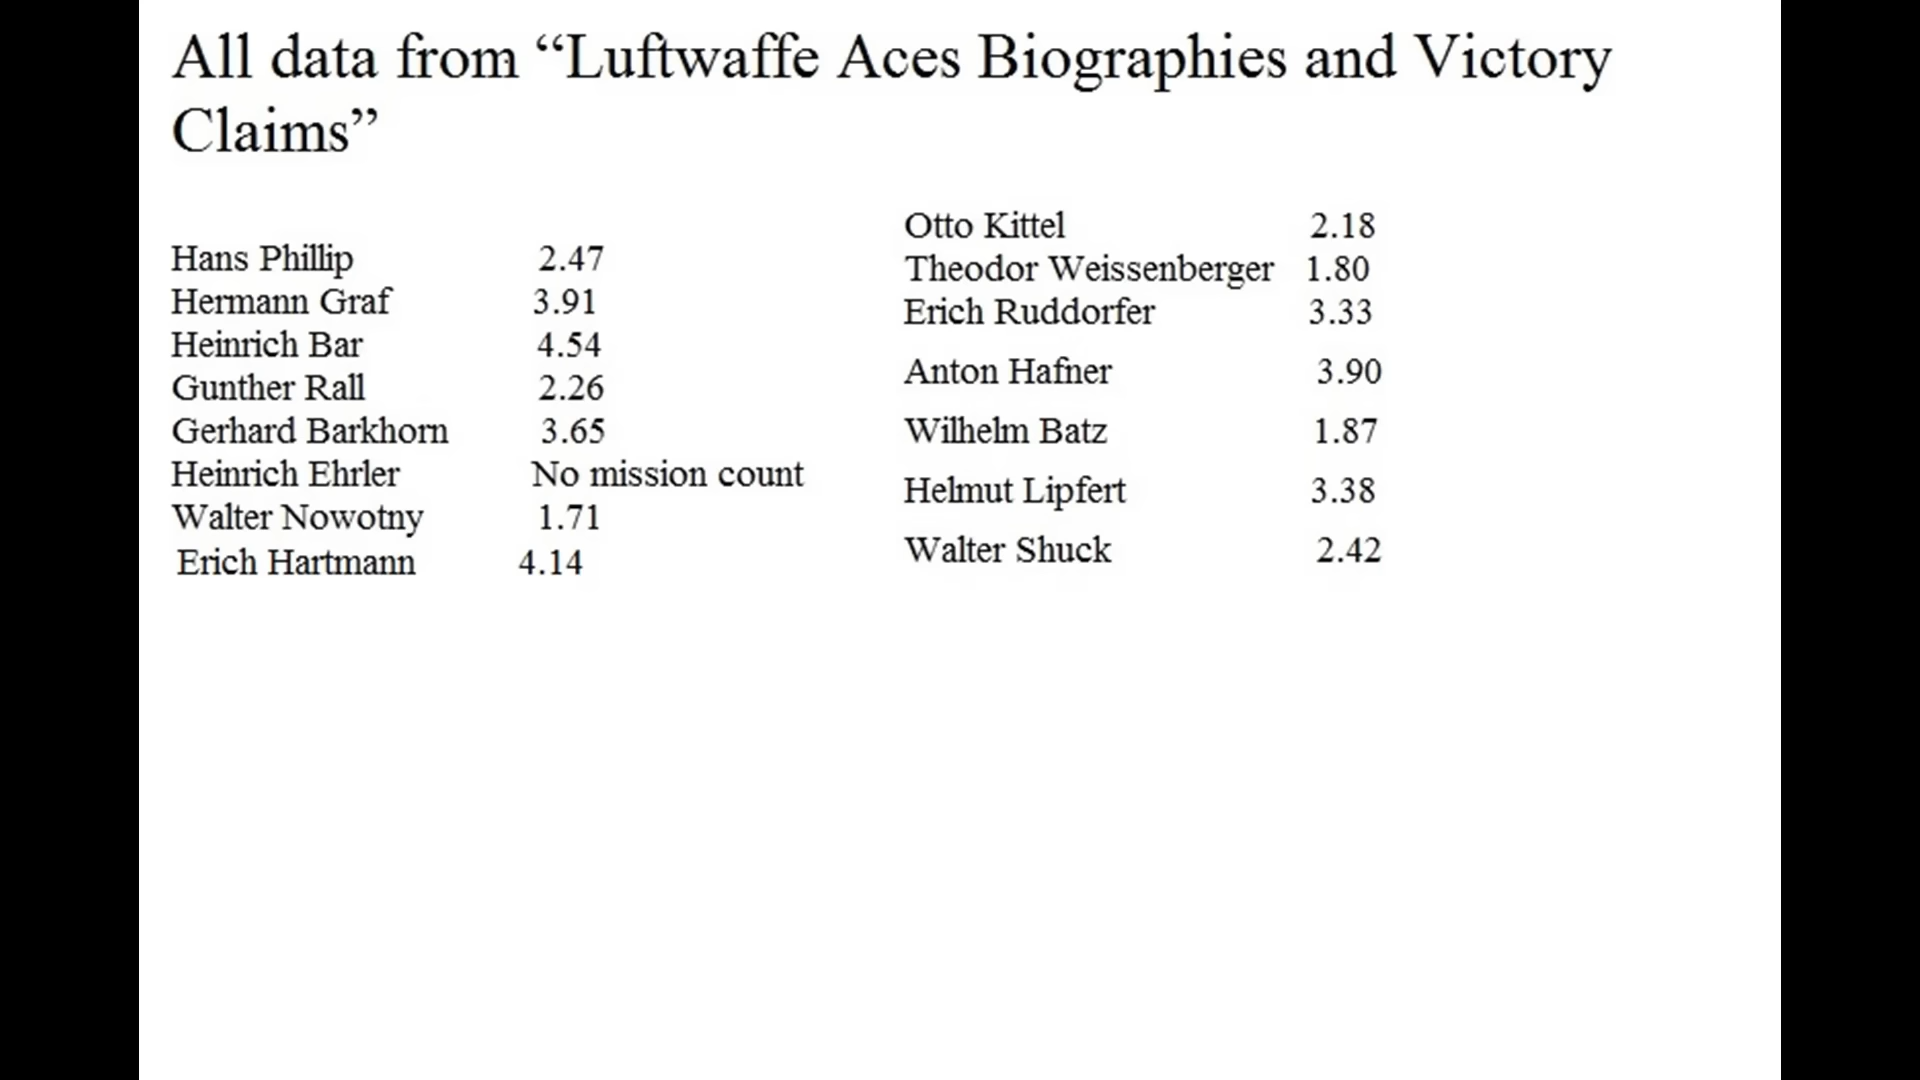 All data from “Luftwaffe Aces Biographies and Victory
Claims”
Hans Phillip 2.47
Hermann Graf 3.91
Heinrich Bar 4.54
Gunther Rall 2.26
Gerhard Barkhorn 3.65
Heinrich Ehrler No mission count
Walter Nowotny 1.71
Erich Hartmann 4.14
Otto Kittel 2.18
Theodor Weissenberger 1.80
Erich Ruddorfer 3.33
Anton Hafner 3.90
Wilhelm Batz 1.87
Helmut Lipfert 3.38
Walter Shuck 2.42